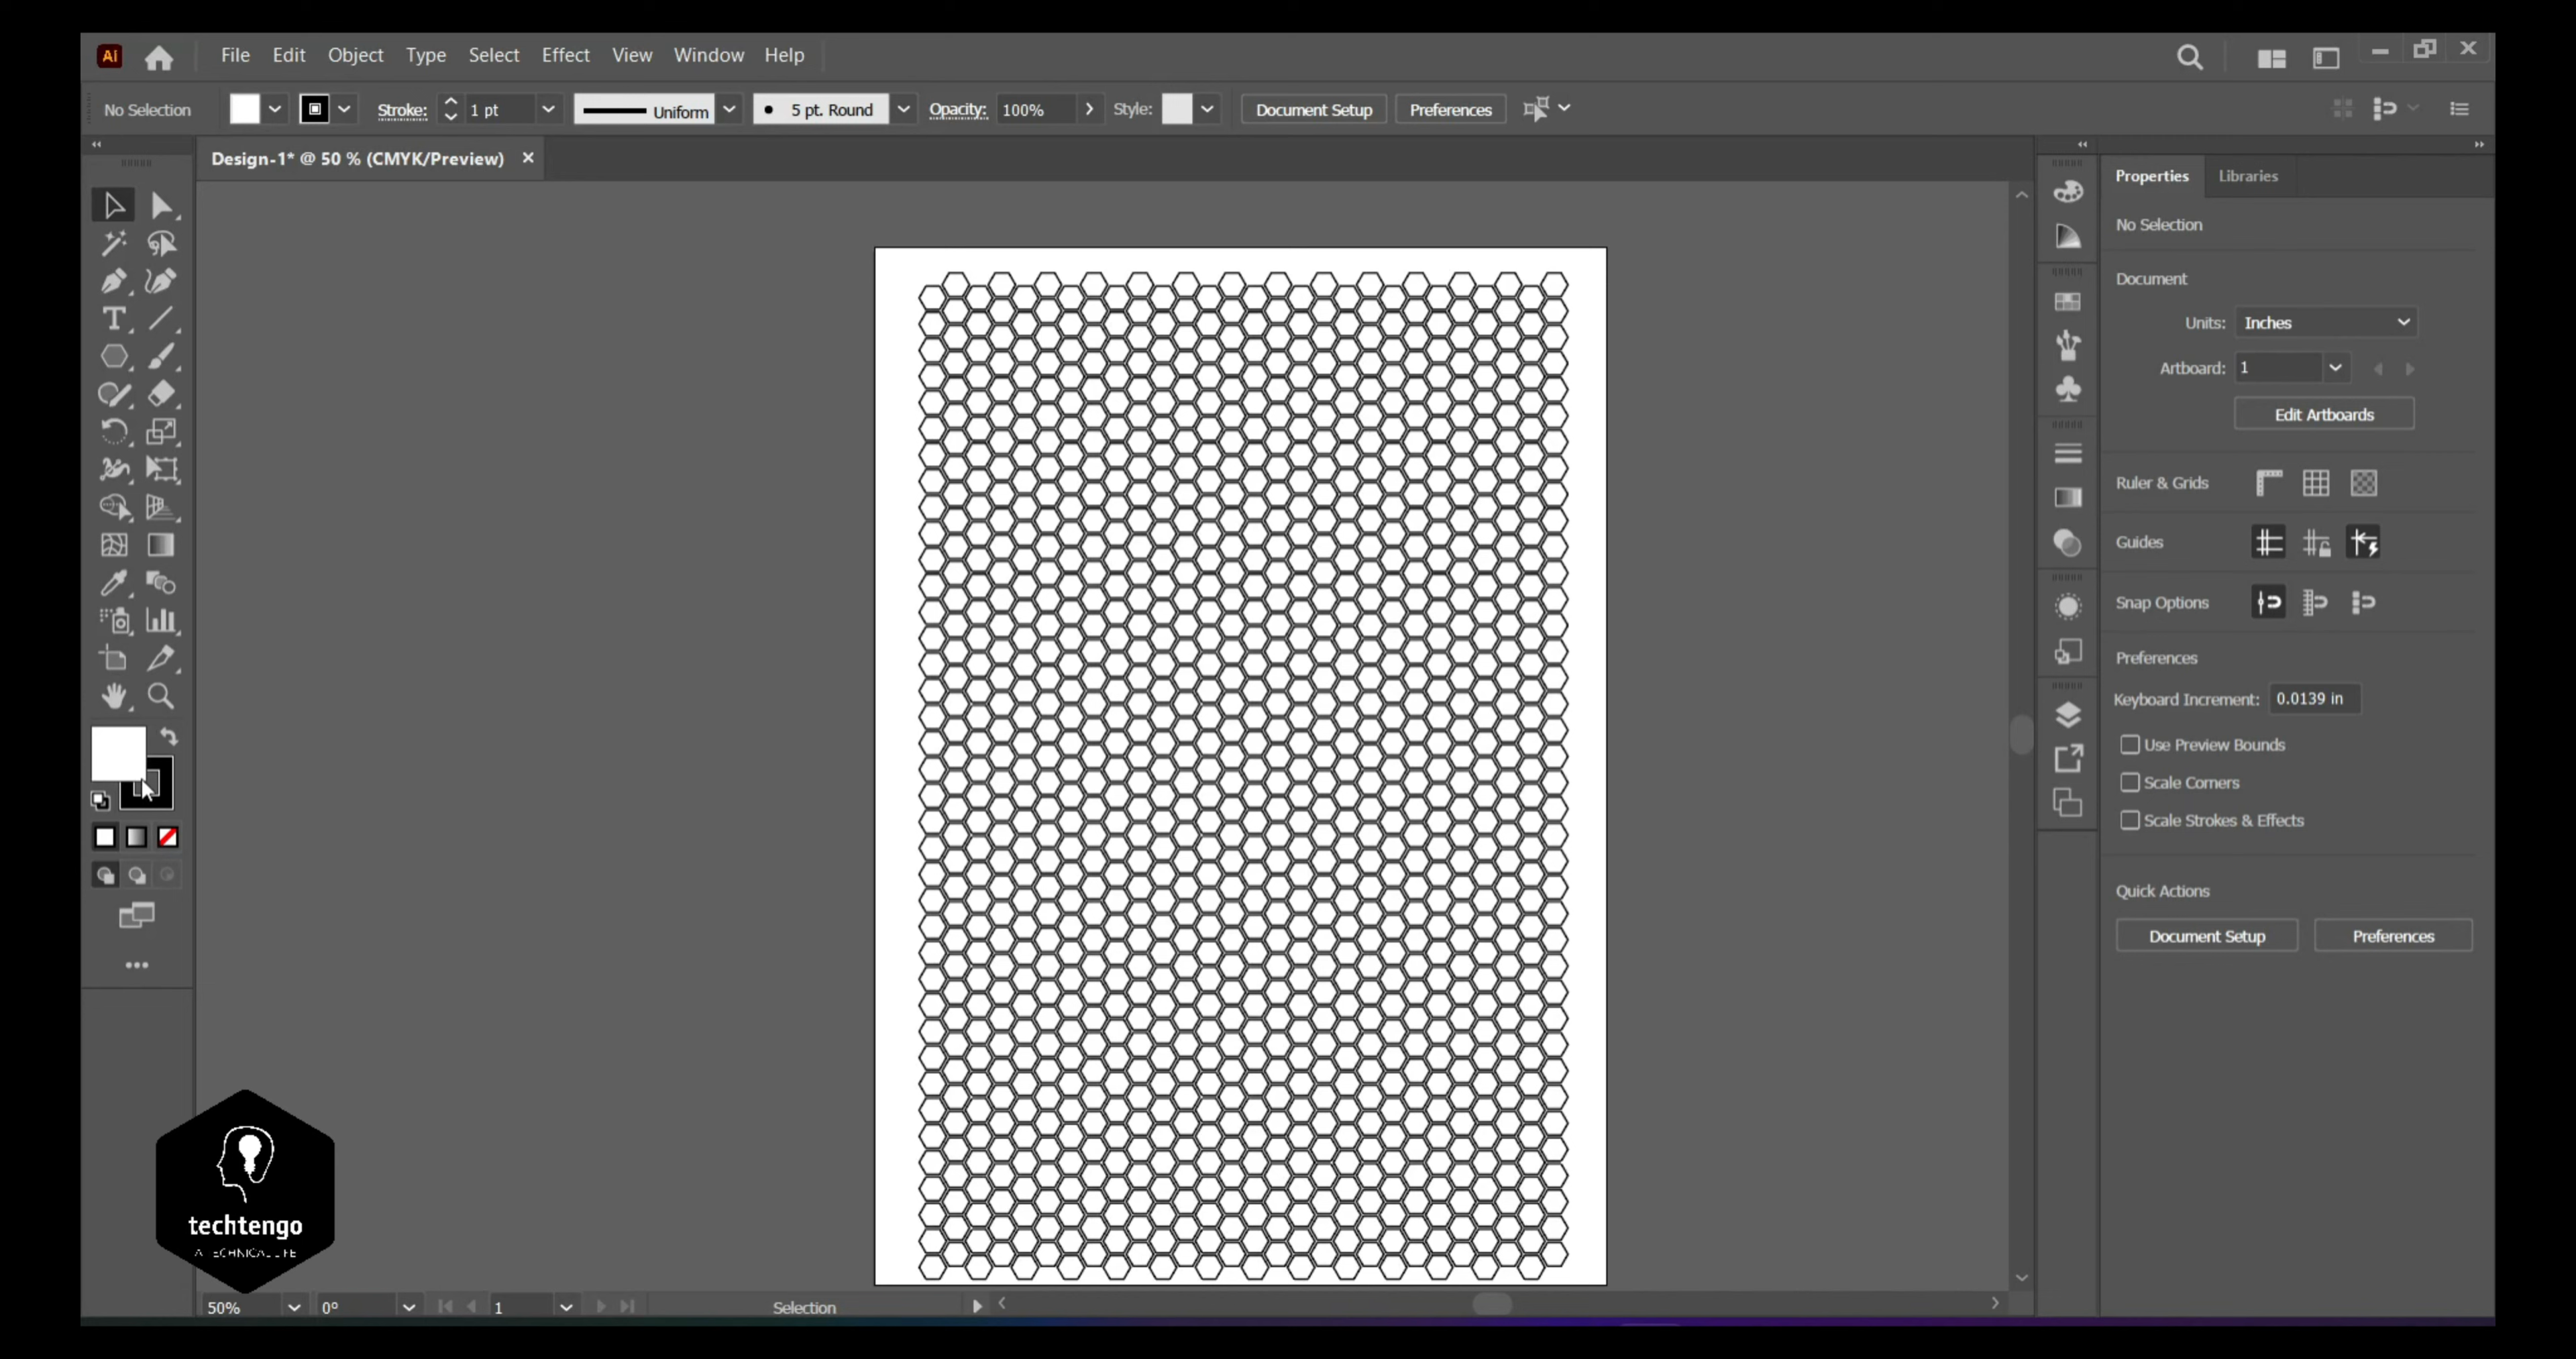 Ai File Edit Object Type Select Effect View Window Help
No Selection Stroke: 1 pt Uniform 5 pt. Round Opacity: 100% Style: Document Setup Preferences
Design-1* @ 50 % (CMYK/Preview) ×
Properties Libraries
No Selection
Document
Units: Inches
Artboard: 1
Edit Artboards
Ruler & Grids
Guides
Snap Options
Preferences
Keyboard Increment: 0.0139 in
Use Preview Bounds
Scale Corners
Scale Strokes & Effects
Quick Actions
Document Setup Preferences
techtengo
50% 0° 1 Selection